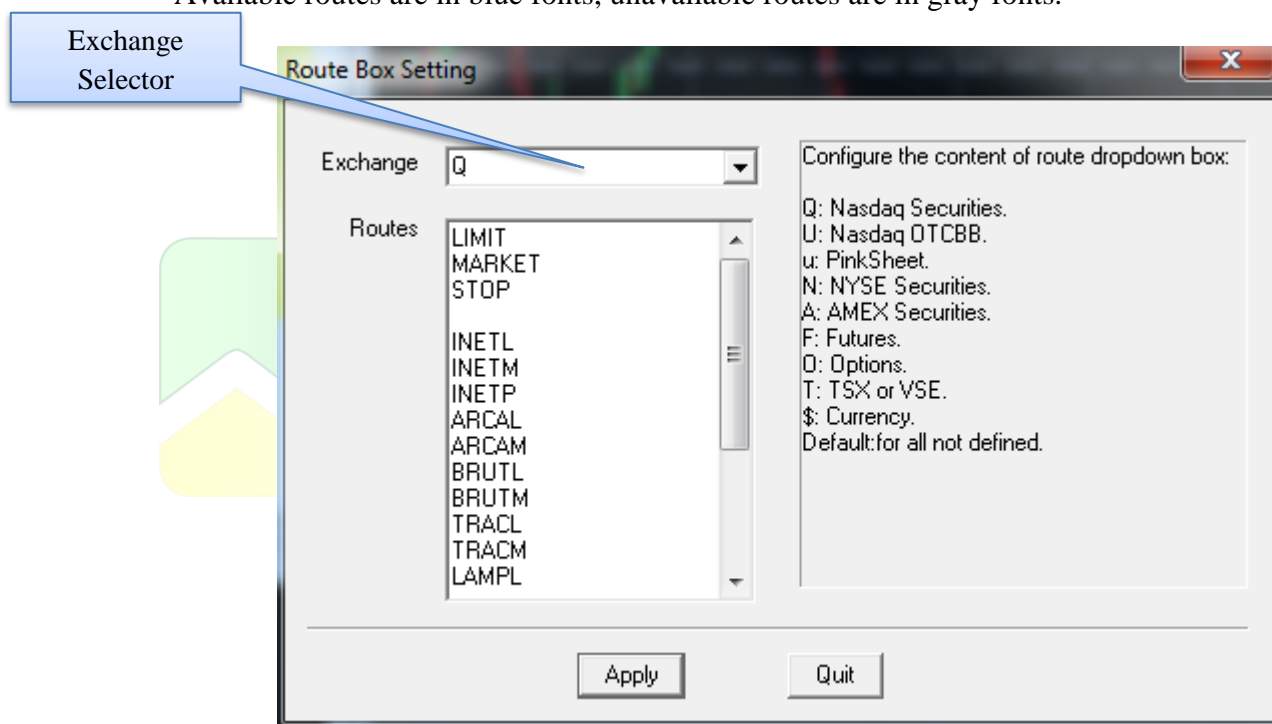 Available routes are in blue fonts, unavailable routes are in gray fonts.
Exchange
Selector
Route Box Setting
Exchange
Q
Routes
LIMIT
MARKET
STOP
INETL
INETM
INETP
ARCAL
ARCAM
BRUTL
BRUTM
TRACL
TRACM
LAMPL
Configure the content of route dropdown box:
Q: Nasdaq Securities.
U: Nasdaq OTCBB.
u: PinkSheet.
N: NYSE Securities.
A: AMEX Securities.
F: Futures.
O: Options.
T: TSX or VSE.
$: Currency.
Default:for all not defined.
Apply
Quit